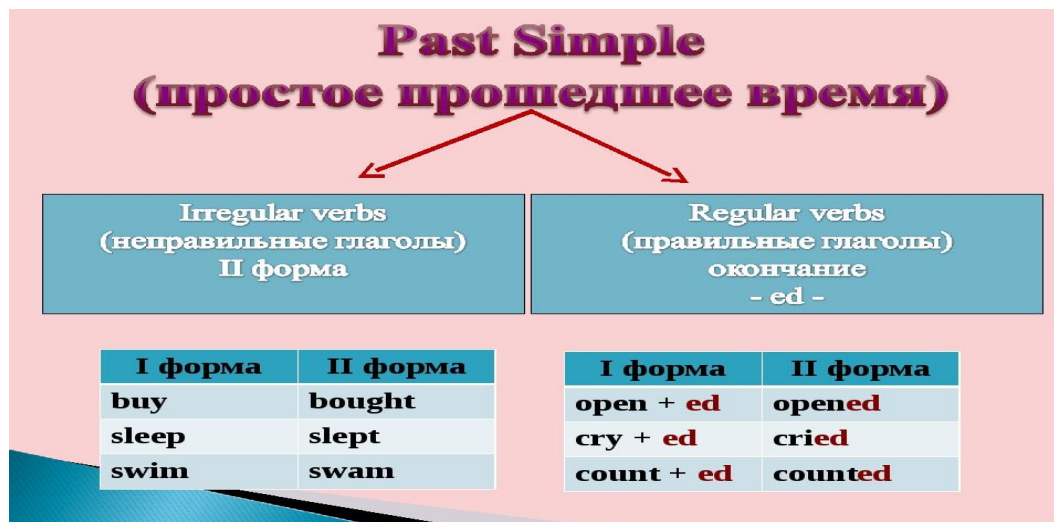 Past Simple
(простое прошедшее время)
Irregular verbs
(неправильные глаголы)
II форма
Regular verbs
(правильные глаголы)
окончание
- ed -
I форма II форма
buy bought
sleep slept
swim swam
I форма II форма
open + ed opened
cry + ed cried
count + ed counted